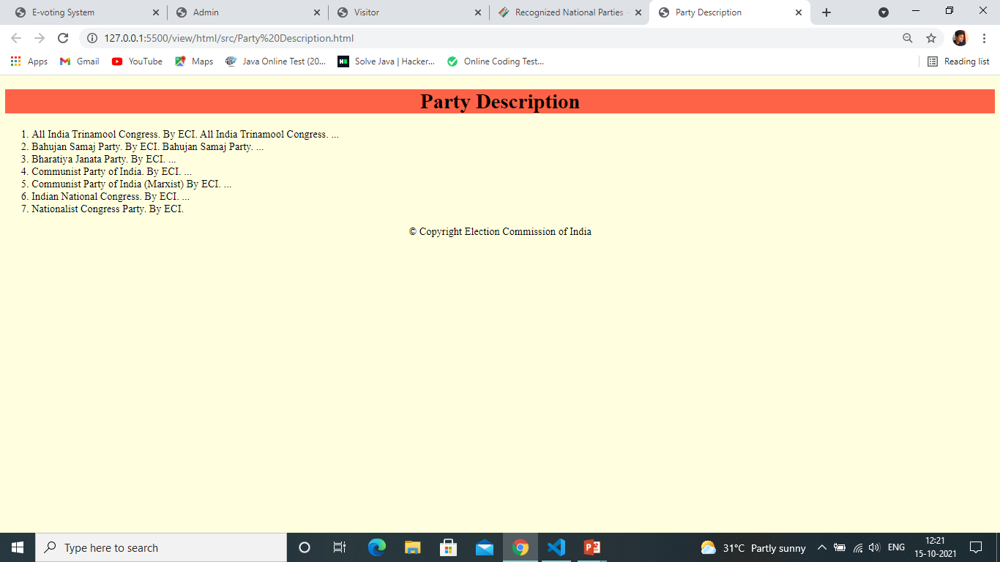 E-voting System
Admin
Visitor
Recognized National Parties -
Party Description
127.0.0.1:5500/view/html/src/Party%20Description.html
Apps
Gmail
YouTube
Maps
Java Online Test (20...
Solve Java | Hacker...
Online Coding Test...
Reading list
Party Description
1. All India Trinamool Congress. By ECI. All India Trinamool Congress. ...
2. Bahujan Samaj Party. By ECI. Bahujan Samaj Party. ...
3. Bharatiya Janata Party. By ECI. ...
4. Communist Party of India. By ECI. ...
5. Communist Party of India (Marxist) By ECI. ...
6. Indian National Congress. By ECI. ...
7. Nationalist Congress Party. By ECI.
© Copyright Election Commission of India
Type here to search
31°C Partly sunny
ENG
12:21
15-10-2021